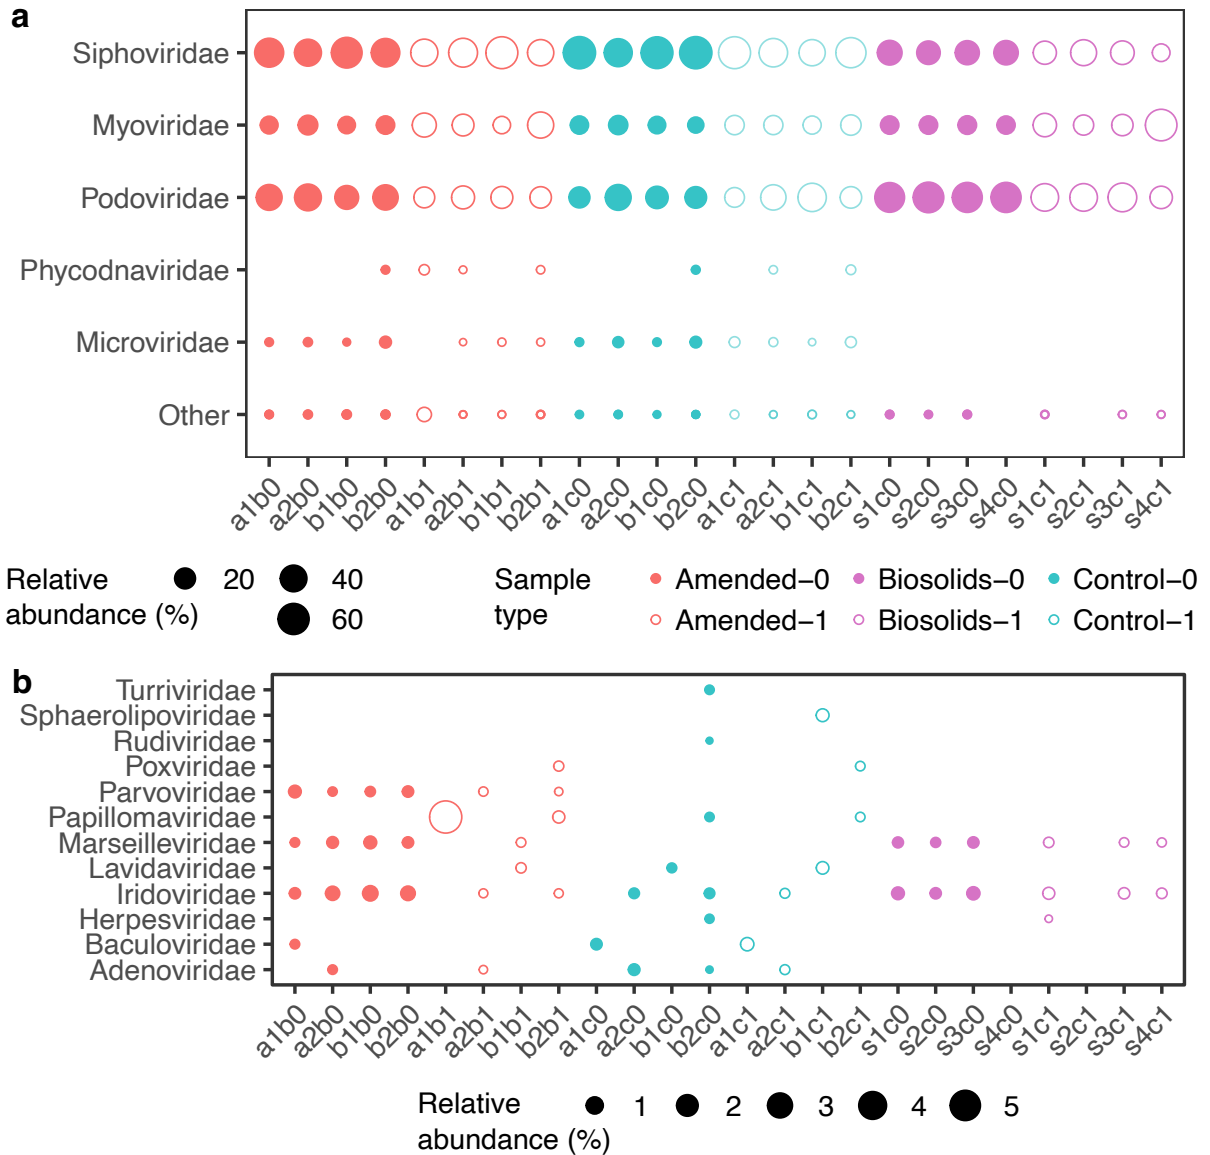 a
Siphoviridae
Myoviridae
Podoviridae
Phycodnaviridae
Microviridae
Other
a1b0 a2b0 b1b0 b2b0 a1b1 a2b1 b1b1 b2b1 a1c0 a2c0 b1c0 b2c0 a1c1 a2c1 b1c1 b2c1 s1c0 s2c0 s3c0 s4c0 s1c1 s2c1 s3c1 s4c1
Relative abundance (%)
20 40
60
Sample type
Amended−0 Biosolids−0 Control−0
Amended−1 Biosolids−1 Control−1
b
Turriviridae
Sphaerolipoviridae
Rudiviridae
Poxviridae
Parvoviridae
Papillomaviridae
Marseilleviridae
Lavidaviridae
Iridoviridae
Herpesviridae
Baculoviridae
Adenoviridae
a1b0 a2b0 b1b0 b2b0 a1b1 a2b1 b1b1 b2b1 a1c0 a2c0 b1c0 b2c0 a1c1 a2c1 b1c1 b2c1 s1c0 s2c0 s3c0 s4c0 s1c1 s2c1 s3c1 s4c1
Relative
abundance (%)
1 2 3 4 5